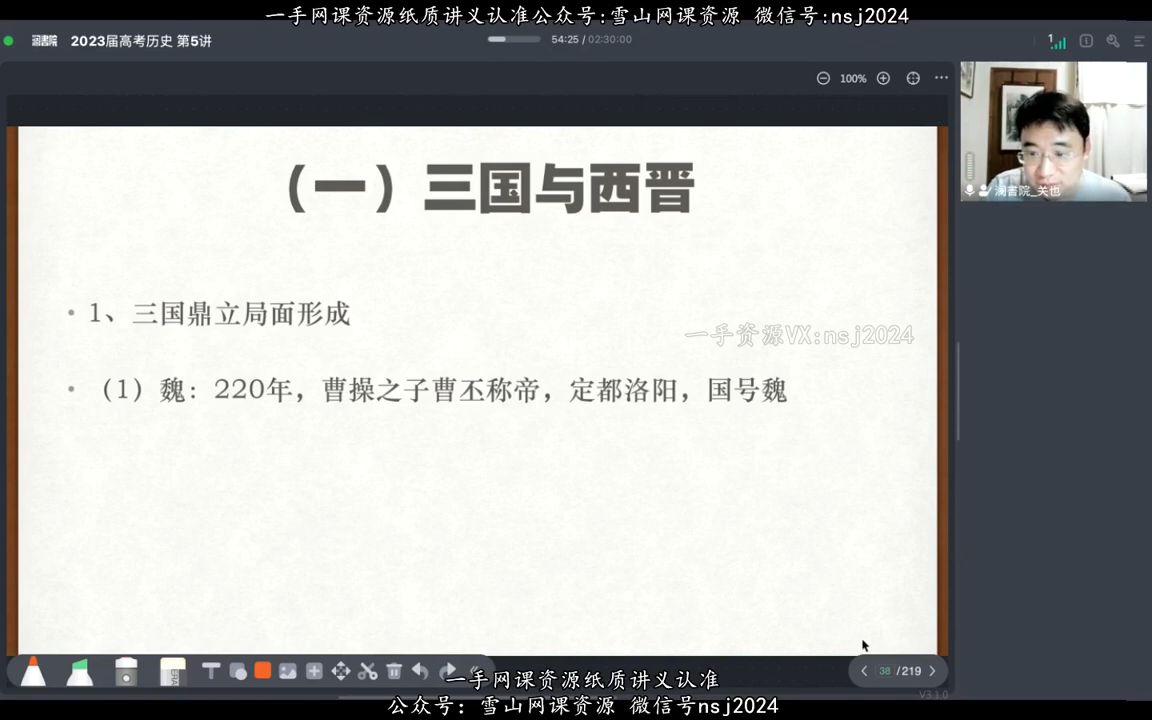 一手网课资源纸质讲义认准公众号:雪山网课资源 微信号:nsj2024
2023届高考历史 第5讲
54:25 / 02:30:00
1
100%
（一）三国与西晋
• 1、三国鼎立局面形成
一手资源VX:nsj2024
• （1）魏：220年，曹操之子曹丕称帝，定都洛阳，国号魏
澜書院_关也
38 /219
V3.1.0
一手网课资源纸质讲义认准
公众号：雪山网课资源 微信号nsj2024